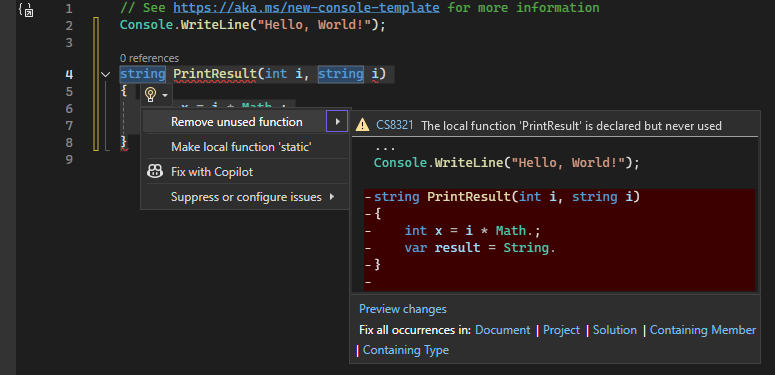 1 // See https://aka.ms/new-console-template for more information
2 Console.WriteLine("Hello, World!");
3
0 references
4 string PrintResult(int i, string i)
5 {
6 x = i * Math.;
7
8 }
9
Remove unused function
Make local function 'static'
Fix with Copilot
Suppress or configure issues
CS8321 The local function 'PrintResult' is declared but never used
...
Console.WriteLine("Hello, World!");
-string PrintResult(int i, string i)
-{
- int x = i * Math.;
- var result = String.
-}
-
Preview changes
Fix all occurrences in: Document | Project | Solution | Containing Member
| Containing Type